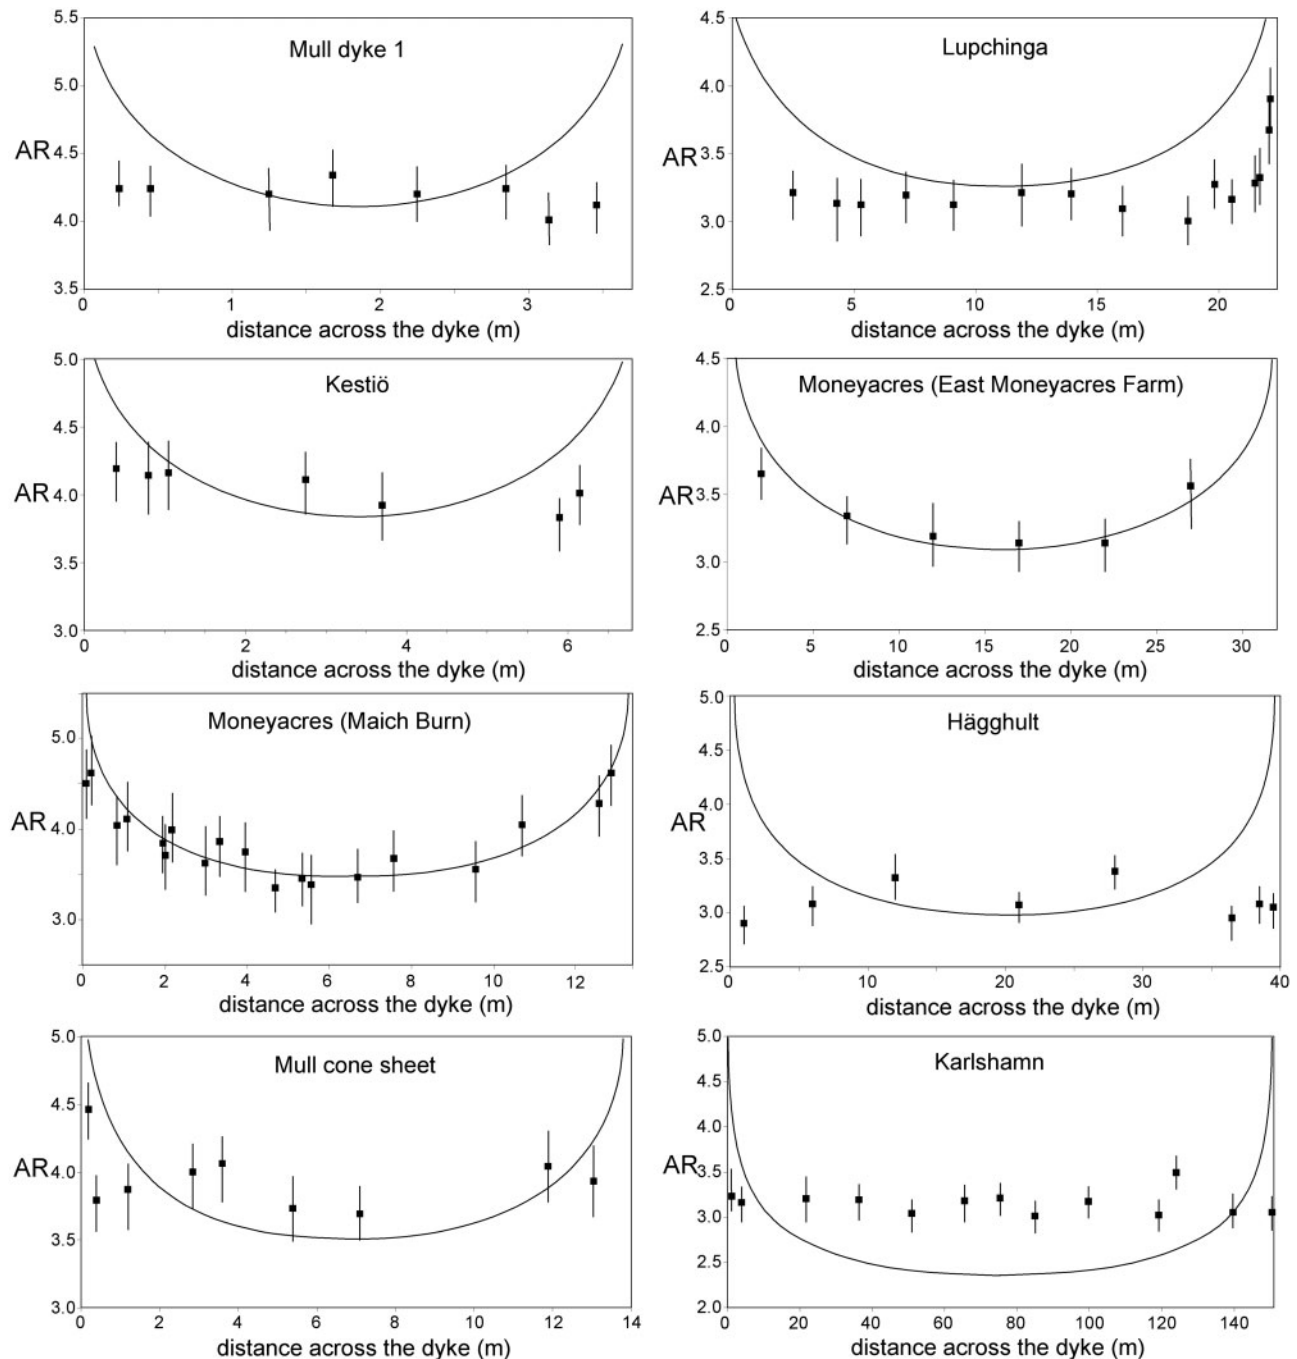 5.5
Mull dyke 1
5.0
AR
4.5
4.0
3.5
0 1 2 3
distance across the dyke (m)
4.5
Lupchinga
4.0
AR
3.5
3.0
2.5
0 5 10 15 20
distance across the dyke (m)
5.0
Kestiö
4.5
AR
4.0
3.5
3.0
0 2 4 6
distance across the dyke (m)
4.5
Moneyacres (East Moneyacres Farm)
4.0
AR
3.5
3.0
2.5
0 5 10 15 20 25 30
distance across the dyke (m)
Moneyacres (Maich Burn)
5.0
AR
4.0
3.0
0 2 4 6 8 10 12
distance across the dyke (m)
5.0
Hägghult
4.5
AR
3.5
3.0
2.5
0 10 20 30 40
distance across the dyke (m)
5.0
Mull cone sheet
4.5
AR
4.0
3.5
3.0
0 2 4 6 8 10 12 14
distance across the dyke (m)
5.0
Karlshamn
4.5
AR
3.5
3.0
2.5
2.0
0 20 40 60 80 100 120 140
distance across the dyke (m)